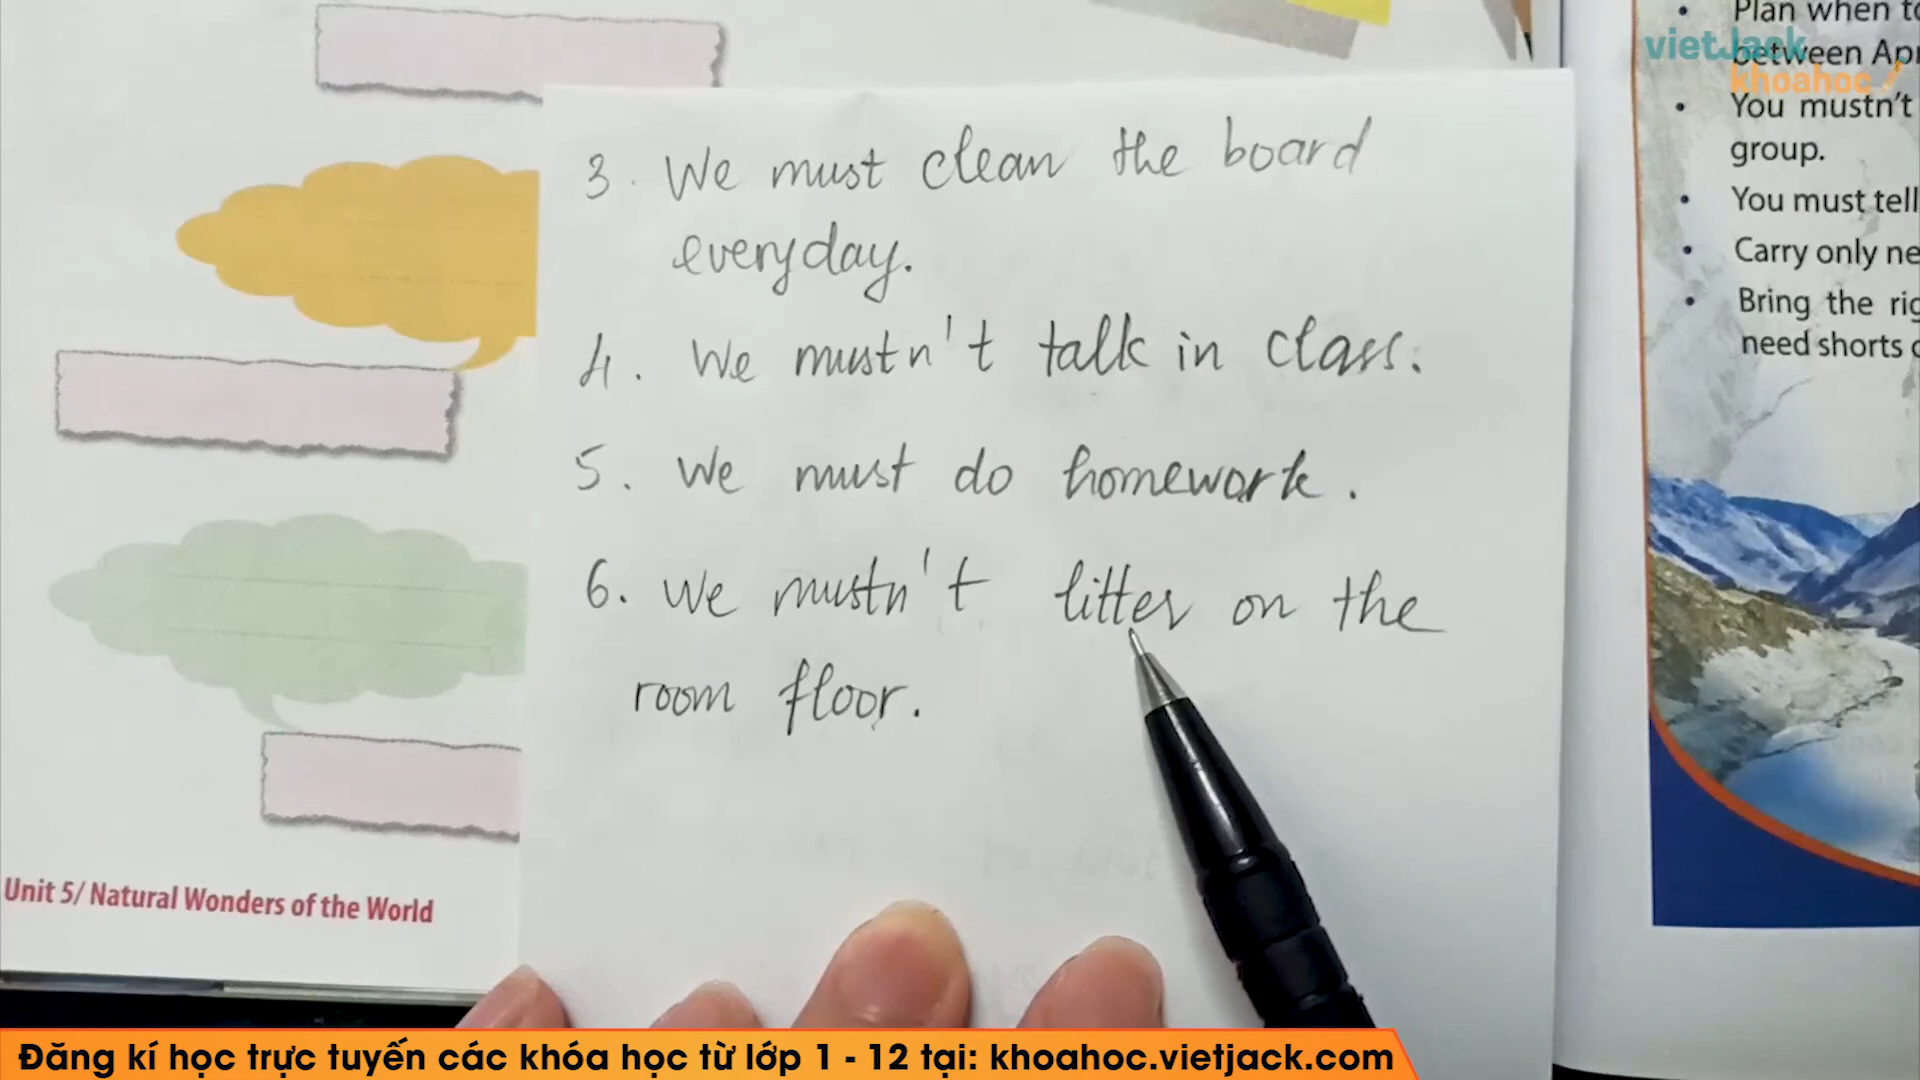 3. We must clean the board
everyday.
4. We mustn't talk in class.
5. We must do homework.
6. We mustn't litter on the
room floor.
Unit 5/ Natural Wonders of the World
Plan when to
between Apr
You mustn't
group.
You must tell
Carry only ne
Bring the rig
need shorts
vietJack
khoahoc
Đăng kí học trực tuyến các khóa học từ lớp 1 - 12 tại: khoahoc.vietjack.com